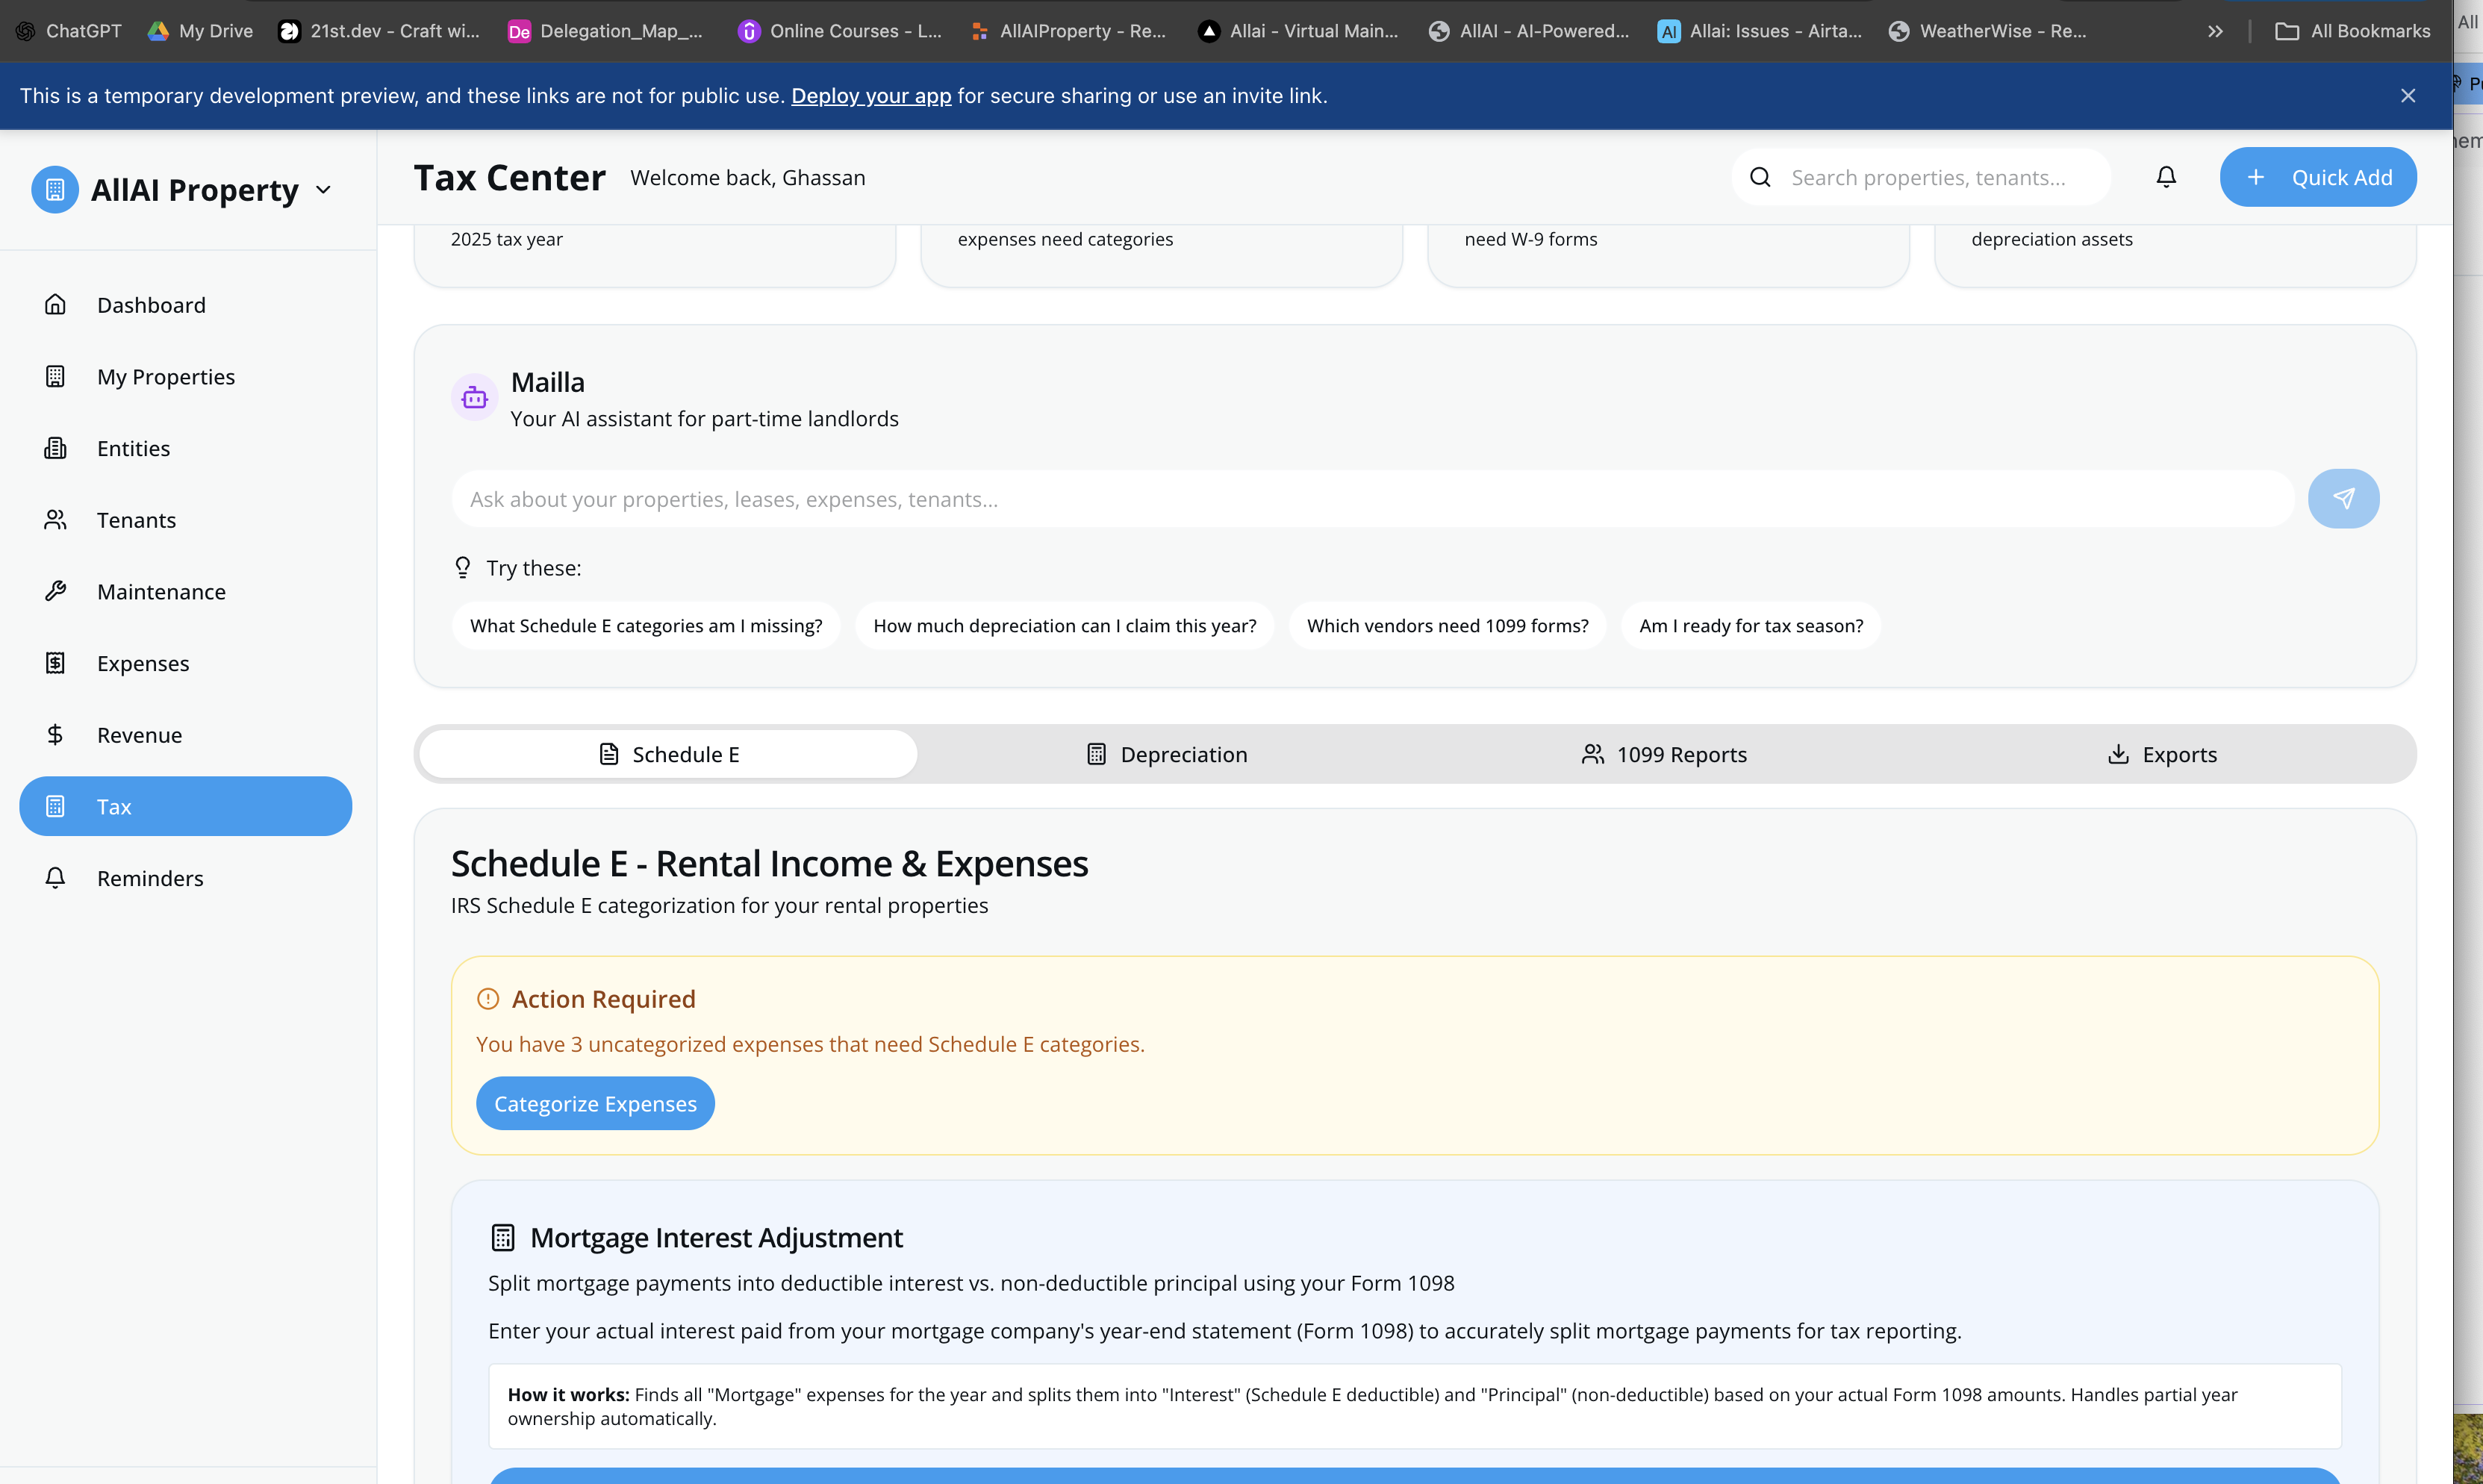 ChatGPT
My Drive
21st.dev - Craft wi...
Delegation_Map_...
Online Courses - L...
AllAIProperty - Re...
Allai - Virtual Main...
AllAI - AI-Powered...
Allai: Issues - Airta...
WeatherWise - Re...
All Bookmarks
This is a temporary development preview, and these links are not for public use. Deploy your app for secure sharing or use an invite link.
AllAI Property
Tax Center
Welcome back, Ghassan
Search properties, tenants...
Quick Add
2025 tax year
expenses need categories
need W-9 forms
depreciation assets
Dashboard
My Properties
Entities
Tenants
Maintenance
Expenses
Revenue
Tax
Reminders
Mailla
Your AI assistant for part-time landlords
Ask about your properties, leases, expenses, tenants...
Try these:
What Schedule E categories am I missing?
How much depreciation can I claim this year?
Which vendors need 1099 forms?
Am I ready for tax season?
Schedule E
Depreciation
1099 Reports
Exports
Schedule E - Rental Income & Expenses
IRS Schedule E categorization for your rental properties
Action Required
You have 3 uncategorized expenses that need Schedule E categories.
Categorize Expenses
Mortgage Interest Adjustment
Split mortgage payments into deductible interest vs. non-deductible principal using your Form 1098
Enter your actual interest paid from your mortgage company's year-end statement (Form 1098) to accurately split mortgage payments for tax reporting.
How it works: Finds all "Mortgage" expenses for the year and splits them into "Interest" (Schedule E deductible) and "Principal" (non-deductible) based on your actual Form 1098 amounts. Handles partial year
ownership automatically.